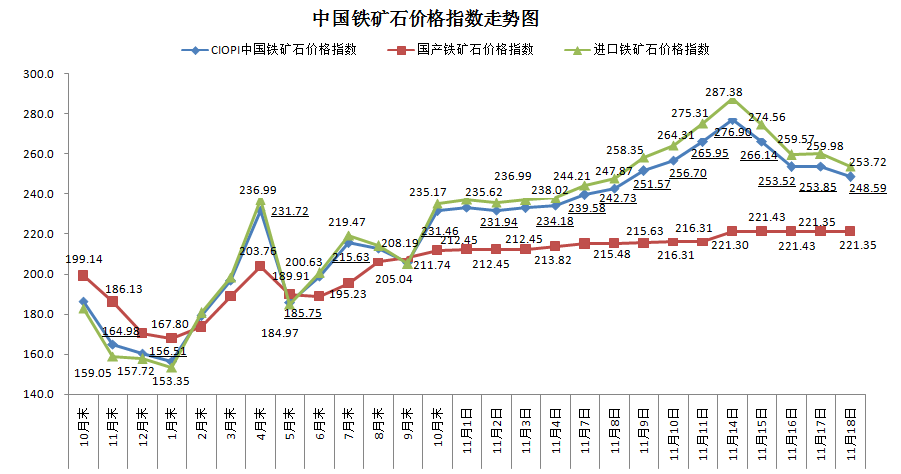 中国铁矿石价格指数走势图
CIOPI中国铁矿石价格指数 国产铁矿石价格指数 进口铁矿石价格指数
300.0
280.0
260.0
240.0
220.0
200.0
180.0
160.0
140.0
199.14
186.13
164.98
159.05
157.72
167.80
156.51
153.35
236.99
231.72
203.76
189.91
185.75
184.97
200.63
219.47
215.63
195.23
208.19
205.04
235.17
231.46
211.74
212.45
235.62
231.94
212.45
236.99
212.45
238.02
234.18
213.82
244.21
239.58
247.87
242.73
215.48
258.35
251.57
215.63
264.31
256.70
216.31
275.31
265.95
216.31
287.38
276.90
221.30
274.56
266.14
221.43
259.57
253.52
221.43
259.98
253.85
221.35
253.72
248.59
221.35
10月末
11月末
12月末
1月末
2月末
3月末
4月末
5月末
6月末
7月末
8月末
9月末
10月末
11月1日
11月2日
11月3日
11月4日
11月7日
11月8日
11月9日
11月10日
11月11日
11月14日
11月15日
11月16日
11月17日
11月18日